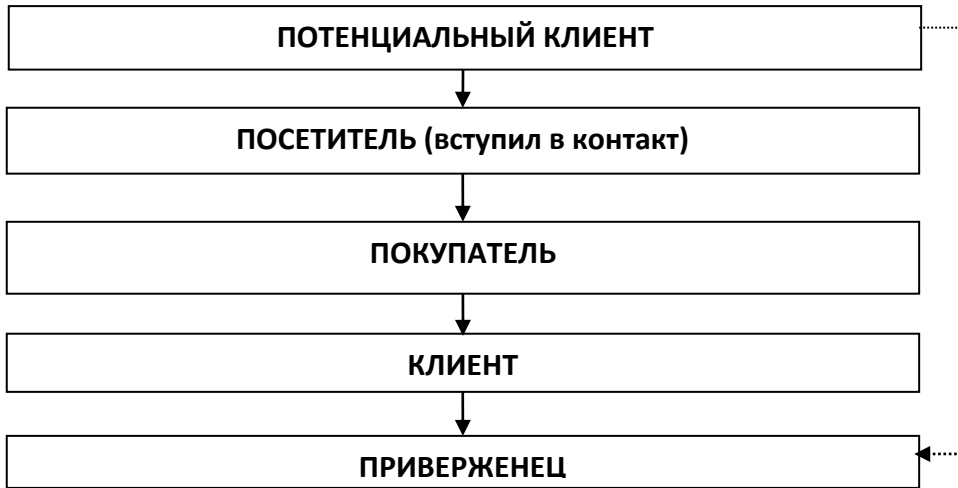 ПОТЕНЦИАЛЬНЫЙ КЛИЕНТ
ПОСЕТИТЕЛЬ (вступил в контакт)
ПОКУПАТЕЛЬ
КЛИЕНТ
ПРИВЕРЖЕНЕЦ